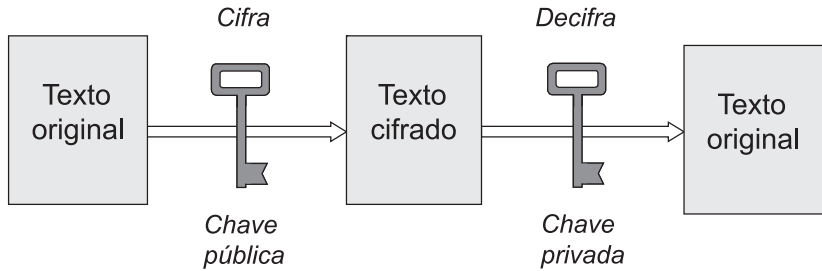 Cifra
Decifra
Texto
original
Texto
cifrado
Texto
original
Chave
pública
Chave
privada